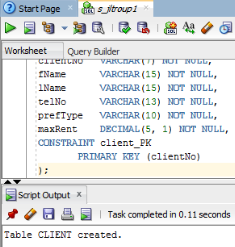 Start Page
s_jltroup1
Worksheet Query Builder
clientNo VARCHAR(7) NOT NULL,
fName VARCHAR(15) NOT NULL,
lName VARCHAR(15) NOT NULL,
telNo VARCHAR(13) NOT NULL,
prefType VARCHAR(10) NOT NULL,
maxRent DECIMAL(5, 1) NOT NULL,
CONSTRAINT client_PK
PRIMARY KEY (clientNo)
);
Script Output
Task completed in 0.11 seconds
Table CLIENT created.